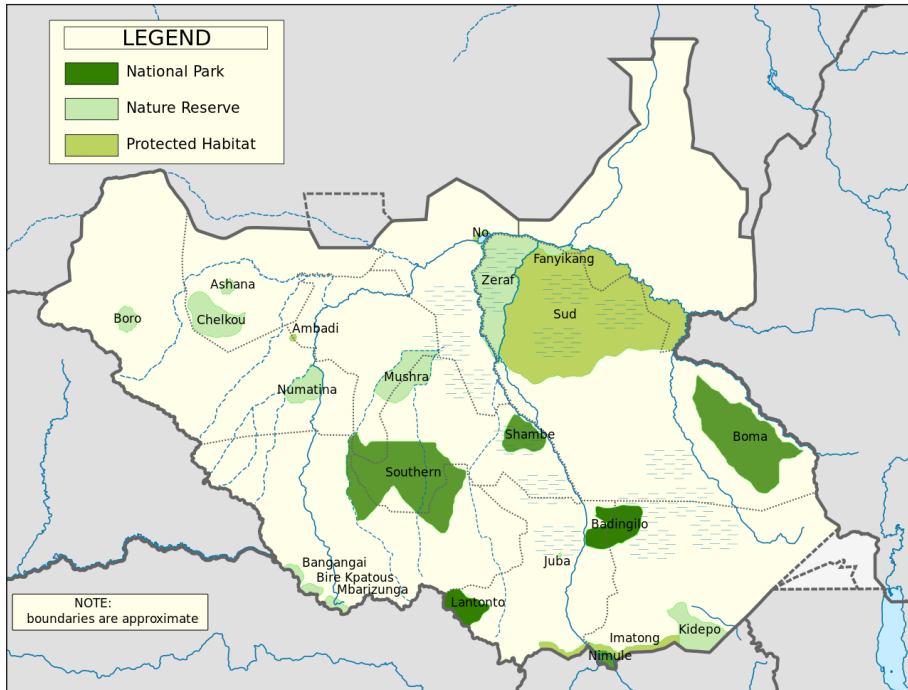 LEGEND
National Park
Nature Reserve
Protected Habitat
No
Fanyikang
Zeraf
Ashana
Sud
Boro
Chelkou
Ambadi
Mushra
Numatina
Shambe
Boma
Southern
Badingilo
Juba
Bangangai
Bire Kpatous
Mbarizunga
Lantonto
NOTE:
boundaries are approximate
Kidepo
Imatong
Nimule